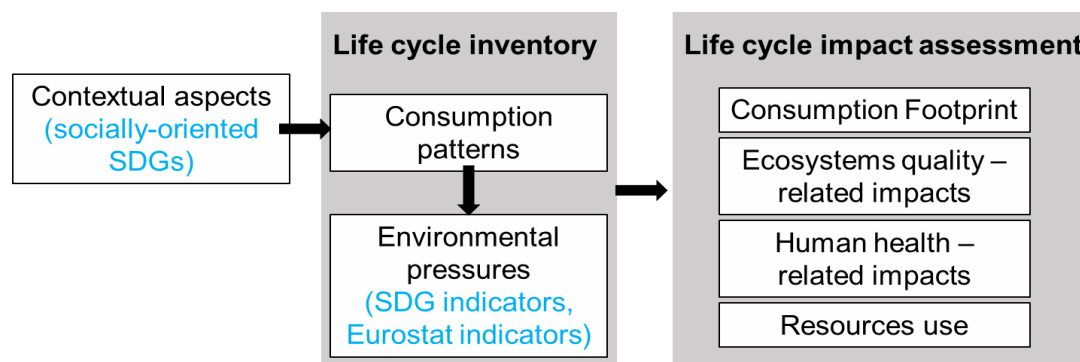 Contextual aspects
(socially-oriented
SDGs)
Life cycle inventory
Consumption
patterns
Environmental
pressures
(SDG indicators,
Eurostat indicators)
Life cycle impact assessment
Consumption Footprint
Ecosystems quality –
related impacts
Human health –
related impacts
Resources use